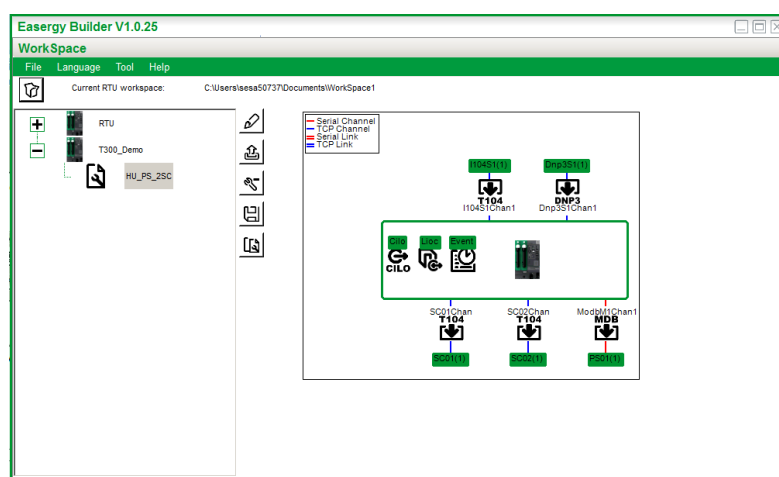 Easergy Builder V1.0.25
WorkSpace
File Language Tool Help
Current RTU workspace: C:\Users\sesa50737\Documents\WorkSpace1
RTU
T300_Demo
HU_PS_2SC
Serial Channel
TCP Channel
Serial Link
TCP Link
I104S1(1) Dnp3S1(1)
T104 DNP3
I104S1Chan1 Dnp3S1Chan1
Cilo Lioc Event
CILO
SC01Chan SC02Chan ModbM1Chan1
T104 T104 MDB
SC01(1) SC02(1) PS01(1)